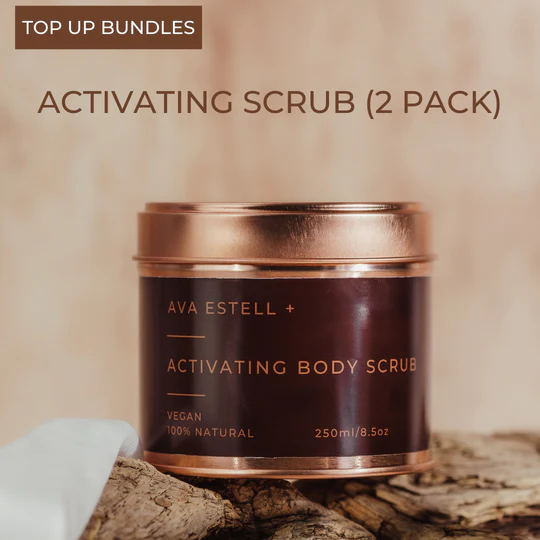 TOP UP BUNDLES
ACTIVATING SCRUB (2 PACK)
AVA ESTELL +
ACTIVATING BODY SCRUB
VEGAN
100% NATURAL
250ml/8.5oz